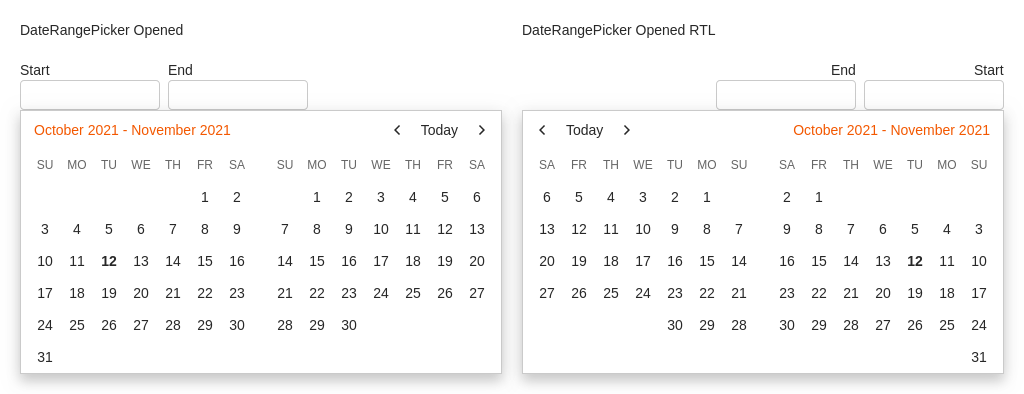 DateRangePicker Opened
Start End
October 2021 - November 2021 Today
SU MO TU WE TH FR SA SU MO TU WE TH FR SA
1 2 1 2 3 4 5 6
3 4 5 6 7 8 9 7 8 9 10 11 12 13
10 11 12 13 14 15 16 14 15 16 17 18 19 20
17 18 19 20 21 22 23 21 22 23 24 25 26 27
24 25 26 27 28 29 30 28 29 30
31
DateRangePicker Opened RTL
End Start
Today October 2021 - November 2021
SA FR TH WE TU MO SU SA FR TH WE TU MO SU
6 5 4 3 2 1 2 1
13 12 11 10 9 8 7 9 8 7 6 5 4 3
20 19 18 17 16 15 14 16 15 14 13 12 11 10
27 26 25 24 23 22 21 23 22 21 20 19 18 17
30 29 28 30 29 28 27 26 25 24
31